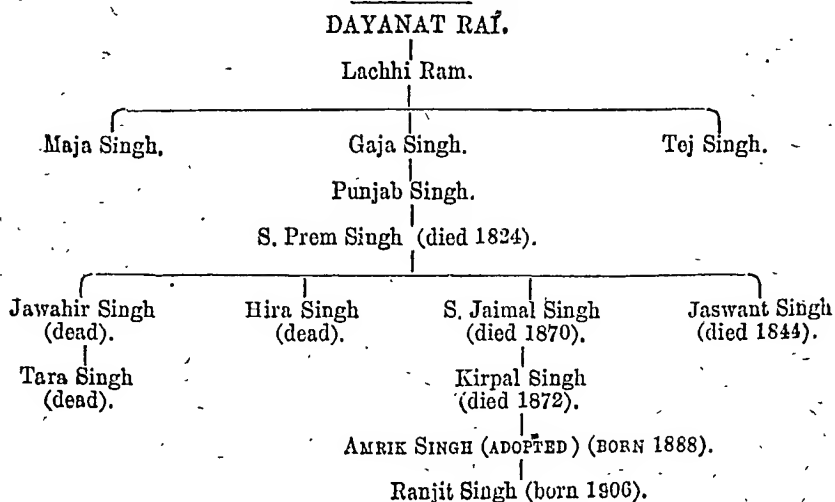 DAYANAT RAÍ.
Lachhi Ram.
Maja Singh. Gaja Singh. Tej Singh.
Punjab Singh.
S. Prem Singh (died 1824).
Jawahir Singh Hira Singh S. Jaimal Singh Jaswant Singh
(dead). (dead). (died 1870). (died 1844).
Tara Singh Kirpal Singh
(dead). (died 1872).
AMRIK SINGH (ADOPTED) (BORN 1888).
Ranjit Singh (born 1906).